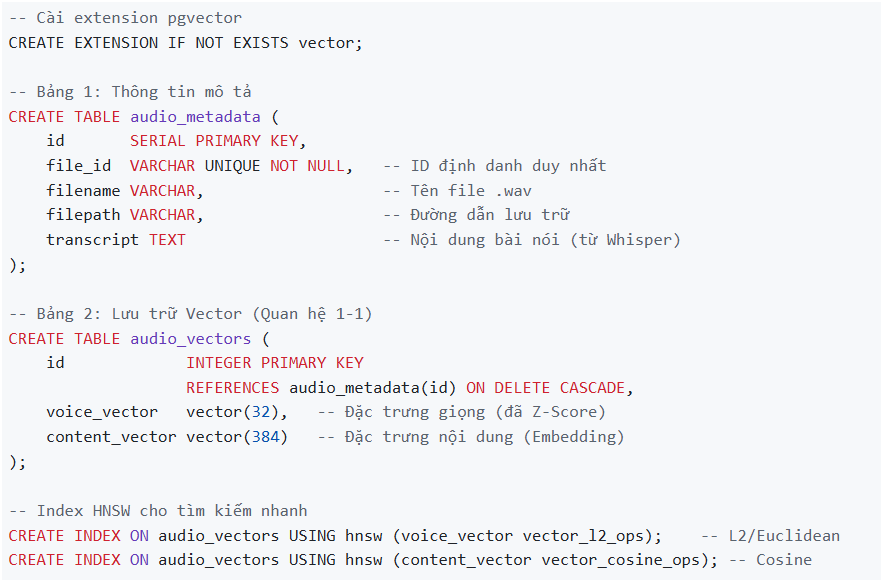 -- Cài extension pgvector
CREATE EXTENSION IF NOT EXISTS vector;

-- Bảng 1: Thông tin mô tả
CREATE TABLE audio_metadata (
    id       SERIAL PRIMARY KEY,
    file_id  VARCHAR UNIQUE NOT NULL,   -- ID định danh duy nhất
    filename VARCHAR,                   -- Tên file .wav
    filepath VARCHAR,                   -- Đường dẫn lưu trữ
    transcript TEXT                     -- Nội dung bài nói (từ Whisper)
);

-- Bảng 2: Lưu trữ Vector (Quan hệ 1-1)
CREATE TABLE audio_vectors (
    id             INTEGER PRIMARY KEY
                   REFERENCES audio_metadata(id) ON DELETE CASCADE,
    voice_vector   vector(32),   -- Đặc trưng giọng (đã Z-Score)
    content_vector vector(384)   -- Đặc trưng nội dung (Embedding)
);

-- Index HNSW cho tìm kiếm nhanh
CREATE INDEX ON audio_vectors USING hnsw (voice_vector vector_l2_ops);    -- L2/Euclidean
CREATE INDEX ON audio_vectors USING hnsw (content_vector vector_cosine_ops); -- Cosine